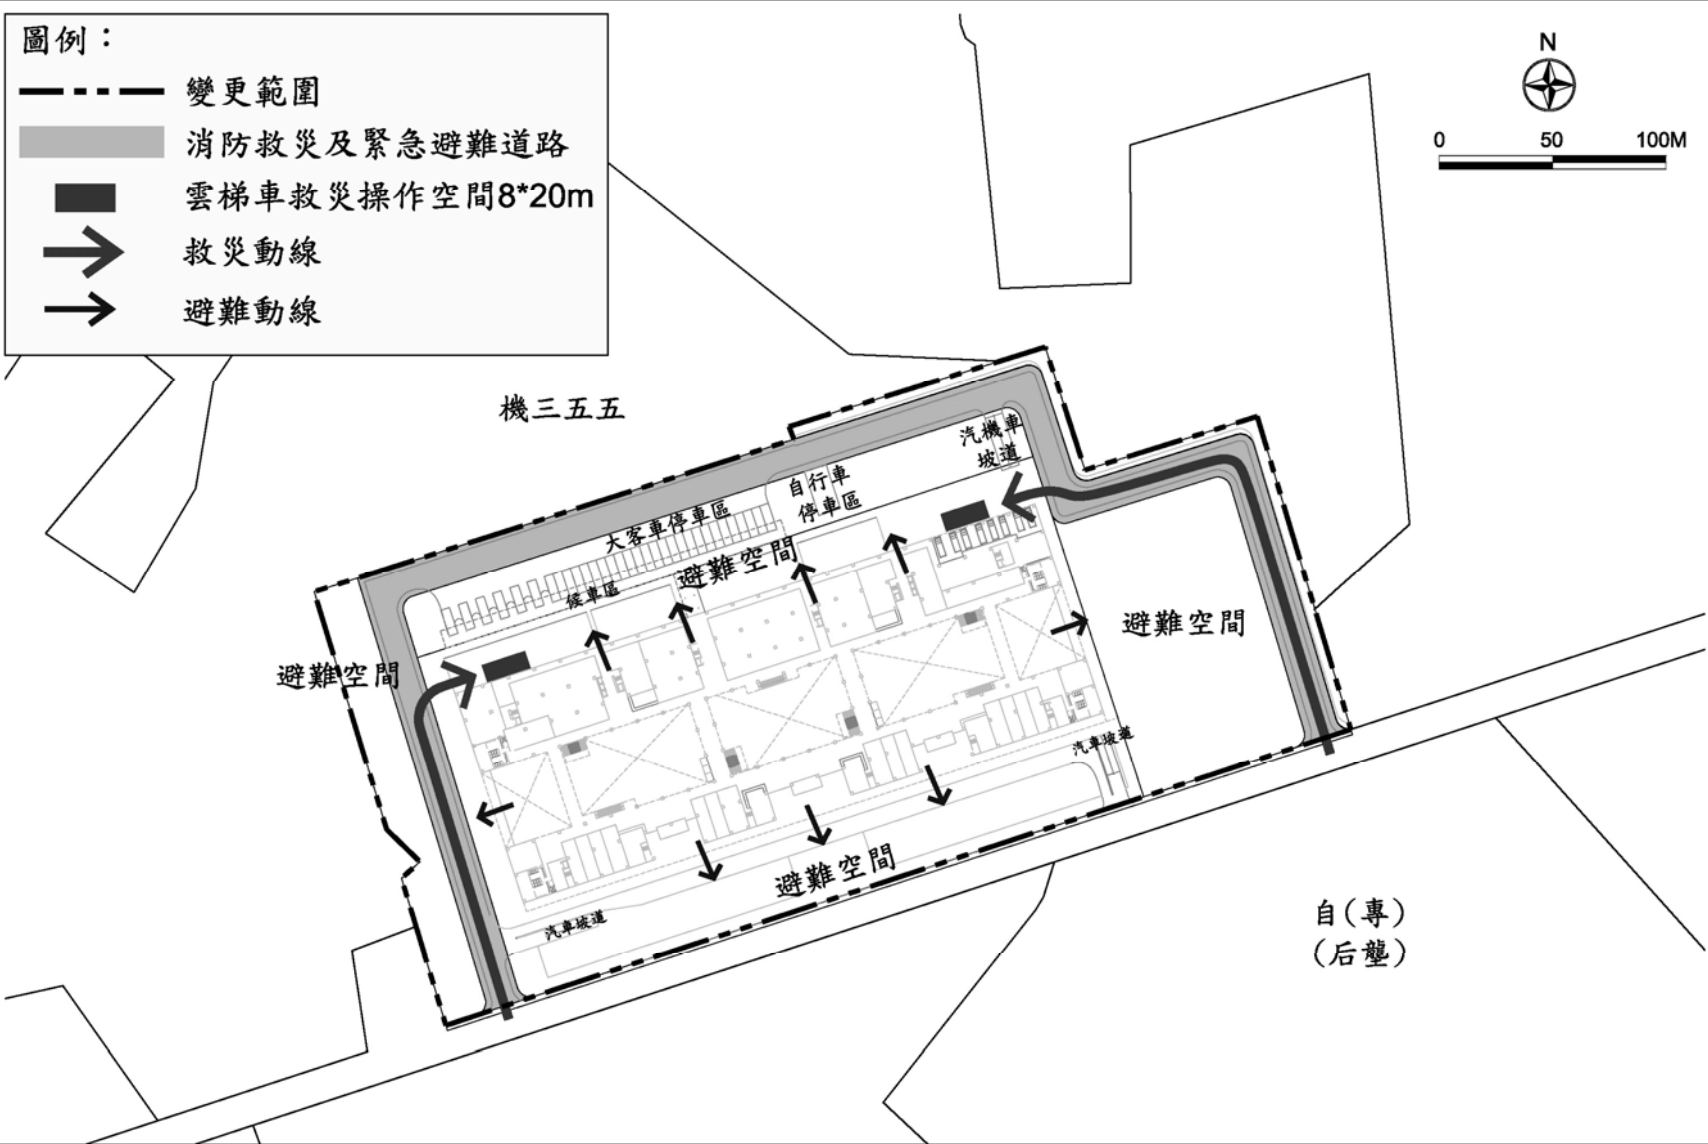 圖例：
變更範圍
消防救災及緊急避難道路
雲梯車救災操作空間8*20m
救災動線
避難動線
N
0 50 100M
機三五五
汽機車
坡道
自行車
停車區
大客車停車區
避難空間
候車區
避難空間
避難空間
汽車坡道
避難空間
汽車坡道
自(專)
(后壟)